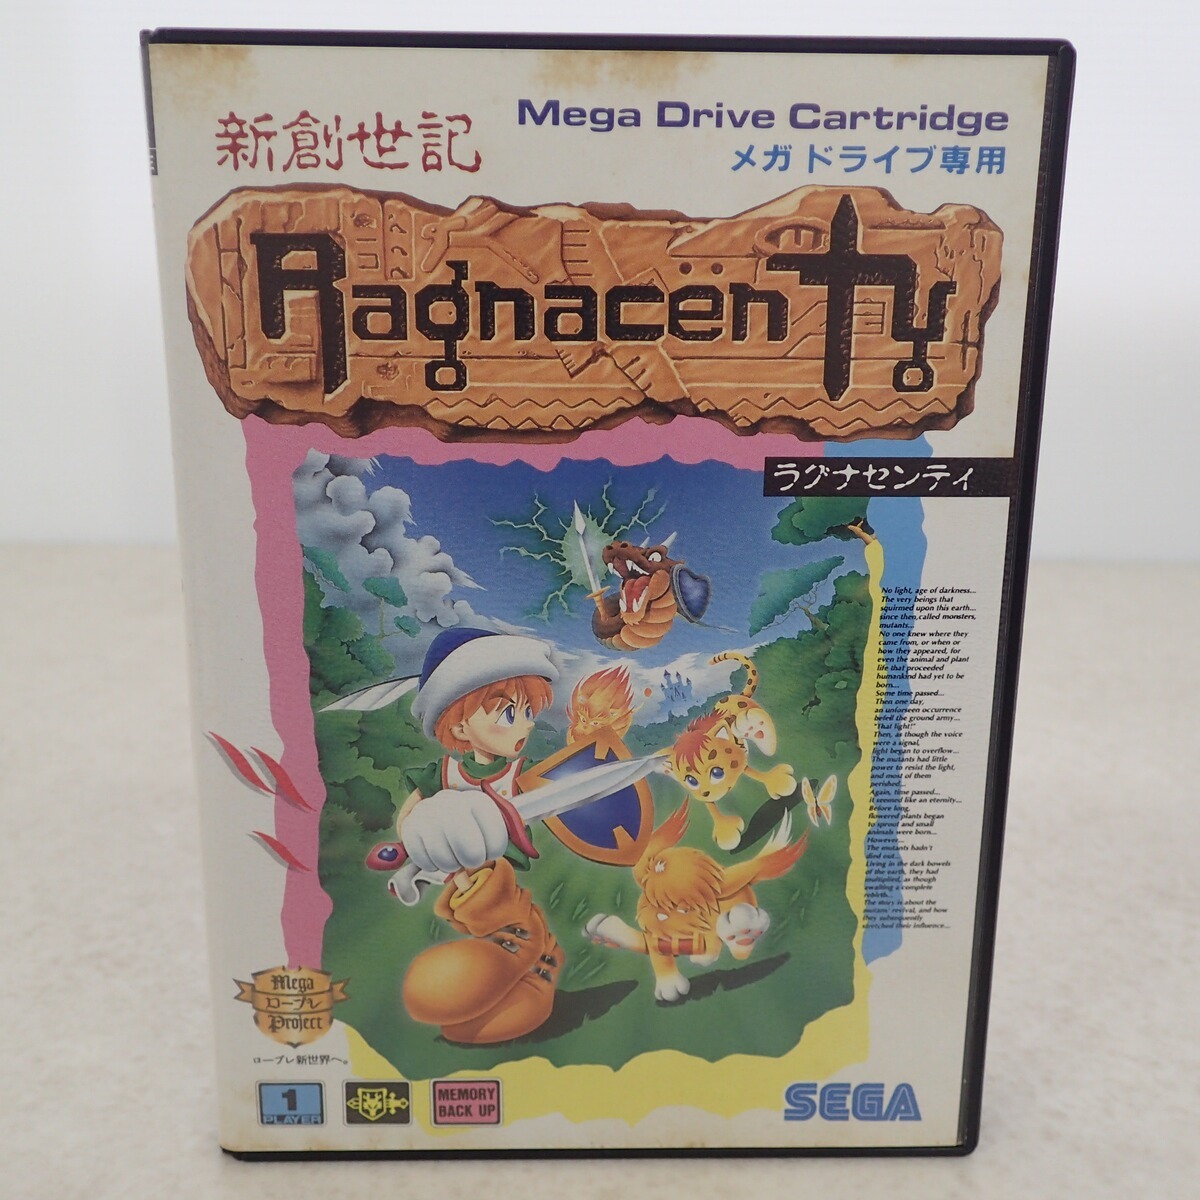 新創世記
Mega Drive Cartridge
メガドライブ専用
Ragnacenty
ラグナセンティ
No light, age of darkness...
The very beings that
squirmed upon this earth...
since then,called monsters,
mutants...
No one knew where they
came from, or when or
how they appeared, for
even the animal and plant
life that proceeded
humankind had yet to be
born...
Some time passed...
Then one day,
an unforseen occurrence
befell the ground army...
"That light!"
Then, as though the voice
were a signal,
light began to overflow...
The mutants had little
power to resist the light,
and most of them
perished...
Again, time passed...
it seemed like an eternity...
Before long,
flowered plants began
to sprout and small
animals were born...
However...
The mutants hadn't
died out...
Living in the dark bowels
of the earth, they had
multiplied, as though
awaiting a complete
rebirth...
The story is about the
mutans' revival, and how
they subsequently
stretched their influence...
Mega
ロープレ
Project
ロープレ新世界へ。
1
PLAYER
MEMORY
BACK UP
SEGA